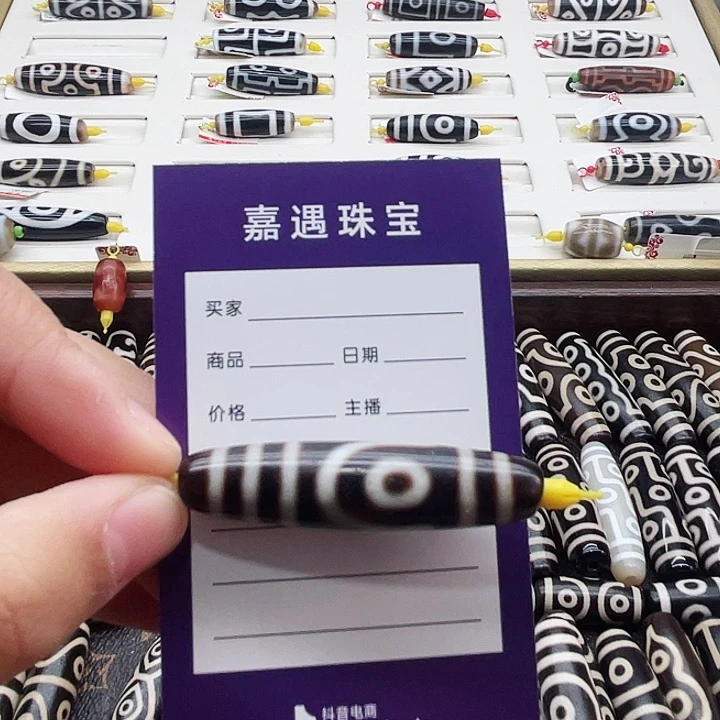 嘉遇珠宝
买家
商品 日期
价格 主播
抖音电商